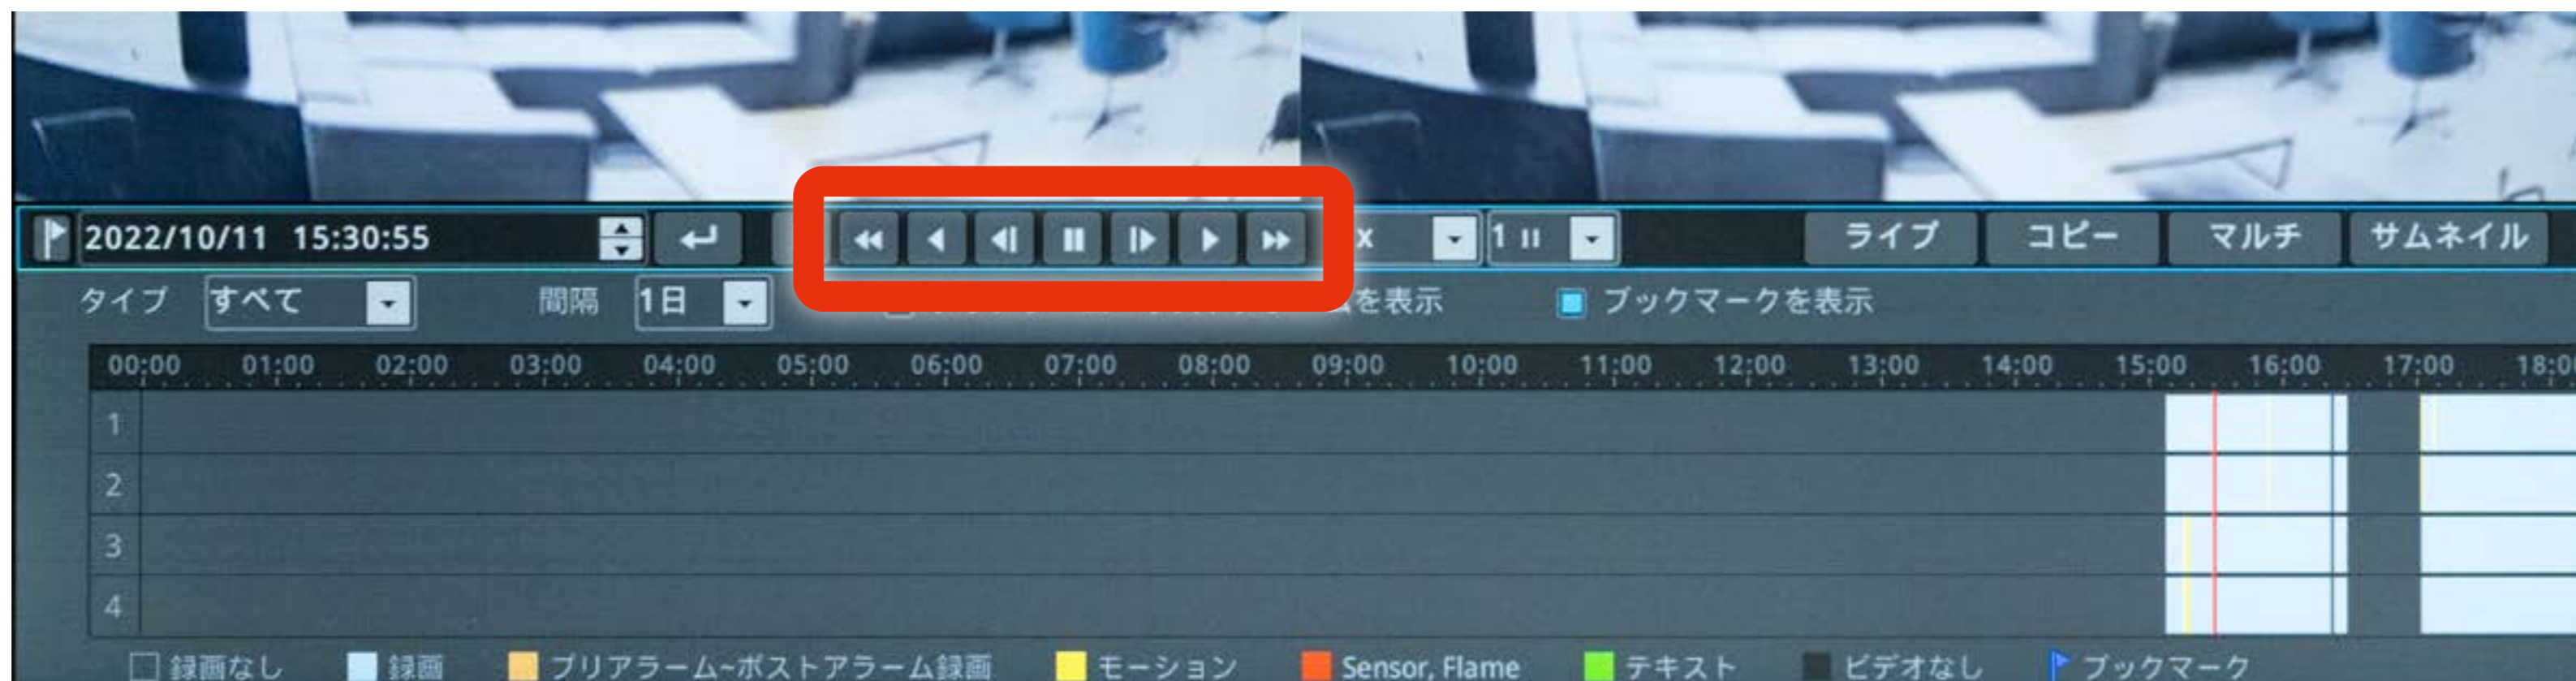 2022/10/11 15:30:55 x 1 ライブ コピー マルチ サムネイル
タイプ すべて 間隔 1日 を表示 ブックマークを表示
00:00 01:00 02:00 03:00 04:00 05:00 06:00 07:00 08:00 09:00 10:00 11:00 12:00 13:00 14:00 15:00 16:00 17:00 18:00
1
2
3
4
録画なし 録画 プリアラーム~ポストアラーム録画 モーション Sensor, Flame テキスト ビデオなし ブックマーク